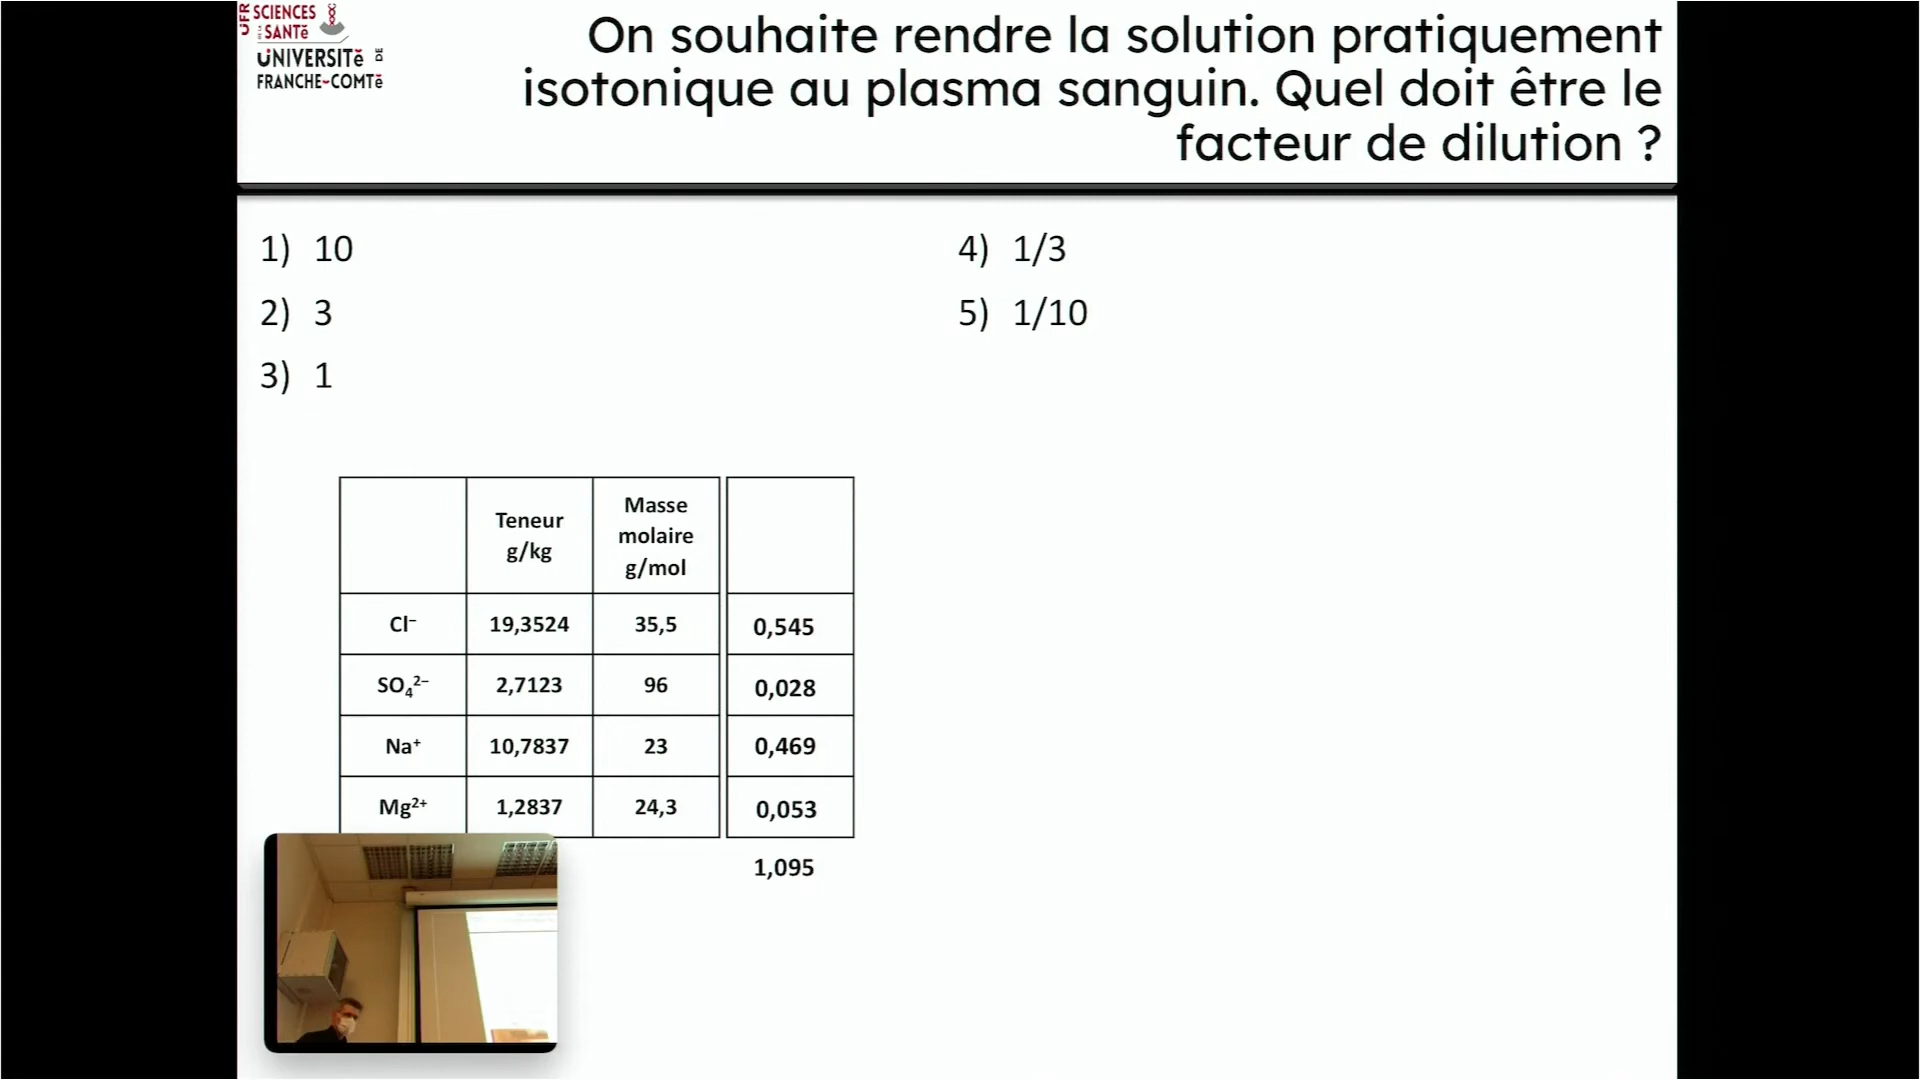 UFR SCIENCES
DE LA SANTé
UNIVERSITé DE
FRANCHE-COMTé
On souhaite rendre la solution pratiquement
isotonique au plasma sanguin. Quel doit être le
facteur de dilution ?
1) 10
2) 3
3) 1
4) 1/3
5) 1/10
Teneur g/kg Masse molaire g/mol
Cl⁻ 19,3524 35,5 0,545
SO₄²⁻ 2,7123 96 0,028
Na⁺ 10,7837 23 0,469
Mg²⁺ 1,2837 24,3 0,053
1,095